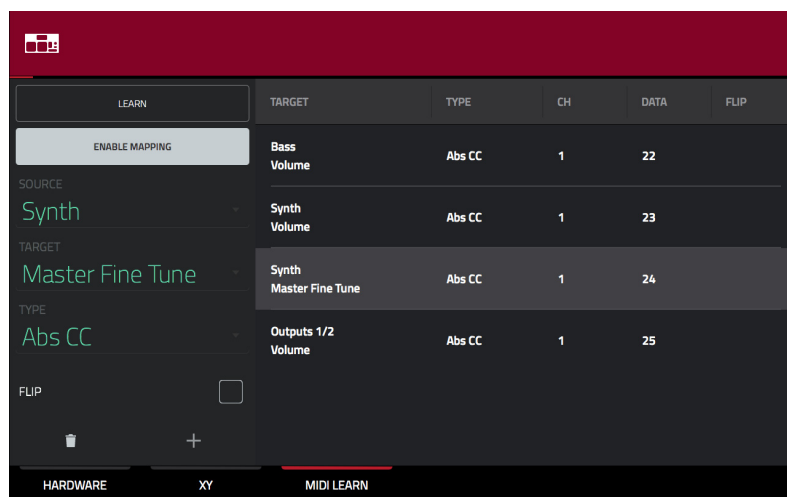 LEARN
ENABLE MAPPING
SOURCE
Synth
TARGET
Master Fine Tune
TYPE
Abs CC
FLIP
TARGET TYPE CH DATA FLIP
Bass
Volume Abs CC 1 22
Synth
Volume Abs CC 1 23
Synth
Master Fine Tune Abs CC 1 24
Outputs 1/2
Volume Abs CC 1 25
HARDWARE XY MIDI LEARN